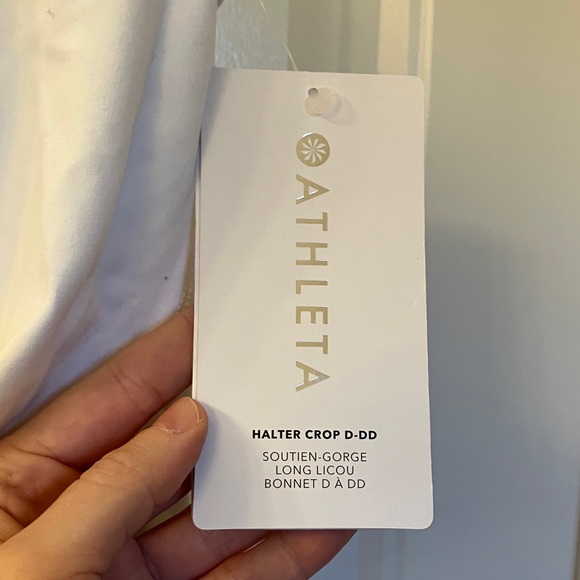 ATHLETA
HALTER CROP D-DD
SOUTIEN-GORGE
LONG LICOU
BONNET D À DD